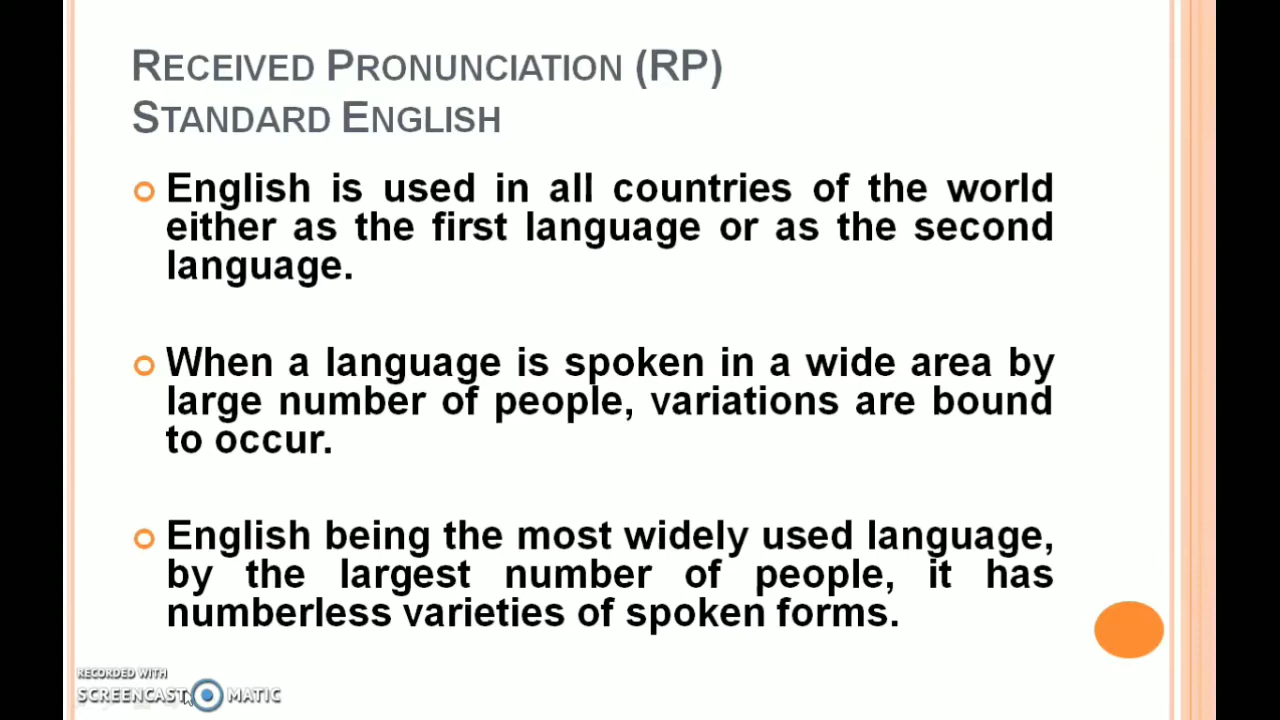 RECEIVED PRONUNCIATION (RP)
STANDARD ENGLISH
English is used in all countries of the world
either as the first language or as the second
language.
When a language is spoken in a wide area by
large number of people, variations are bound
to occur.
English being the most widely used language,
by the largest number of people, it has
numberless varieties of spoken forms.
RECORDED WITH
SCREENCAST MATIC